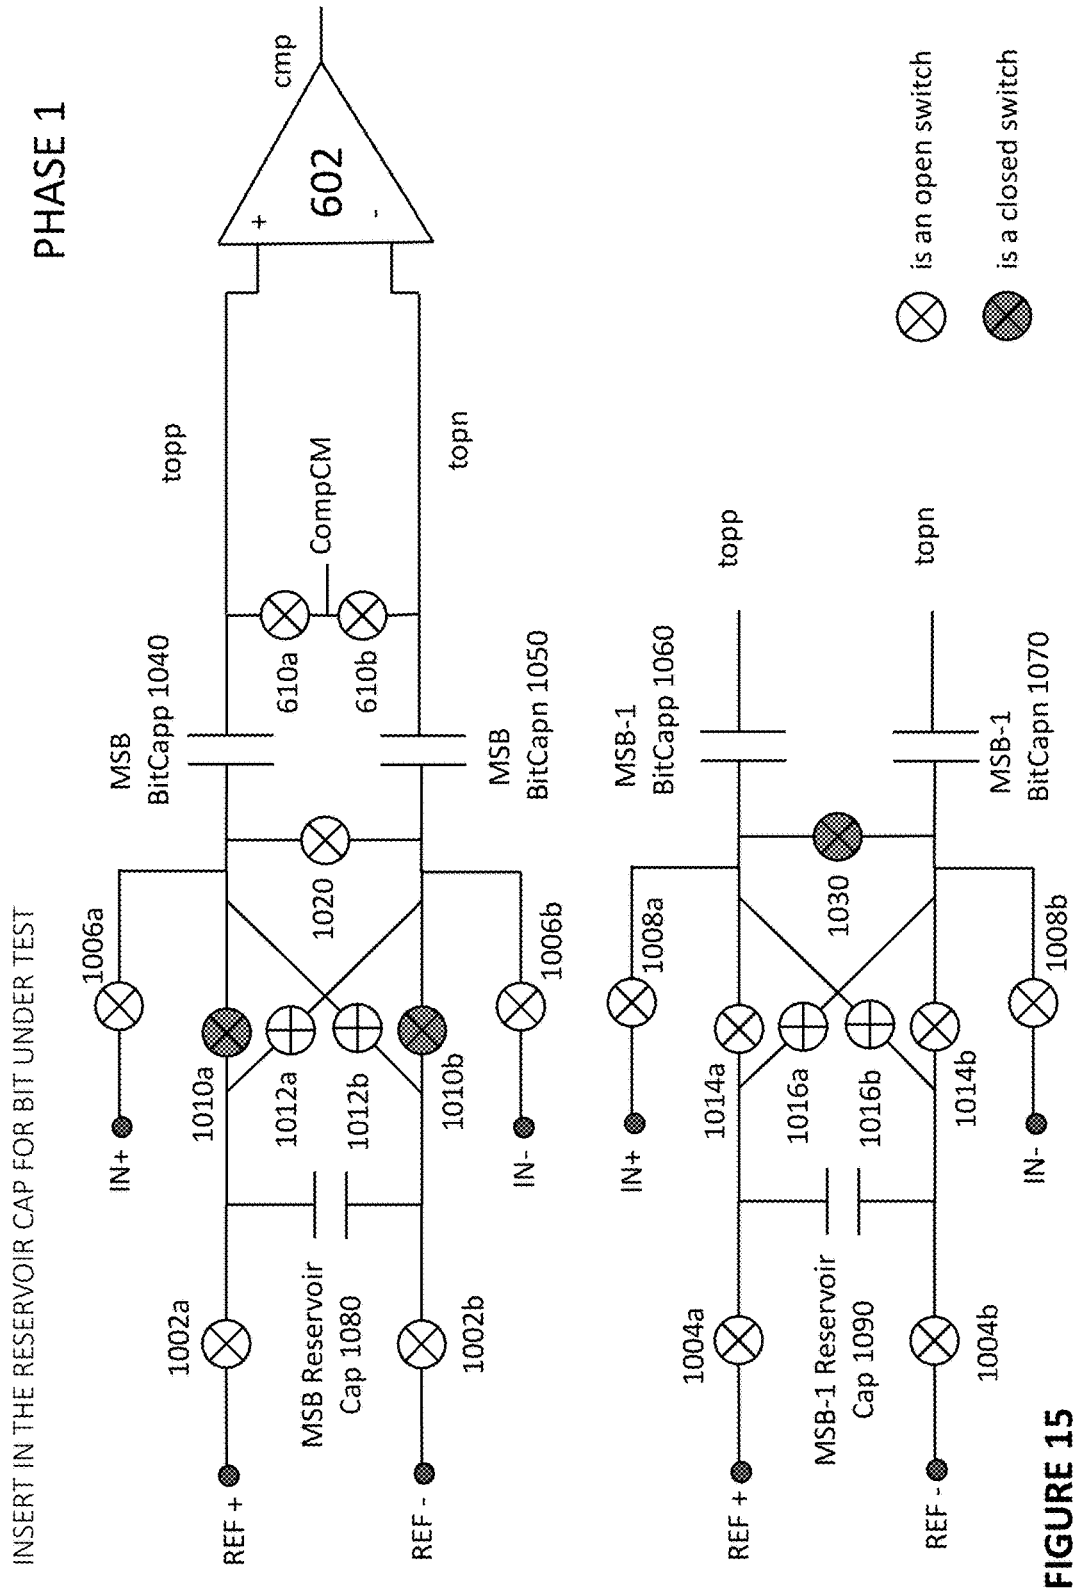 INSERT IN THE RESERVOIR CAP FOR BIT UNDER TEST
PHASE 1
1006a
IN+
1002a
REF +
1010a
MSB
BitCapp 1040
topp
cmp
MSB Reservoir
Cap 1080
1012a
1012b
1020
610a
610b
CompCM
+
602
-
REF -
1002b
1010b
MSB
BitCapn 1050
topn
IN-
1006b
IN+
1008a
MSB-1
BitCapp 1060
topp
REF +
1004a
1014a
MSB-1 Reservoir
Cap 1090
1016a
1016b
1030
REF -
1004b
1014b
MSB-1
BitCapn 1070
topn
IN-
1008b
is an open switch
is a closed switch
FIGURE 15